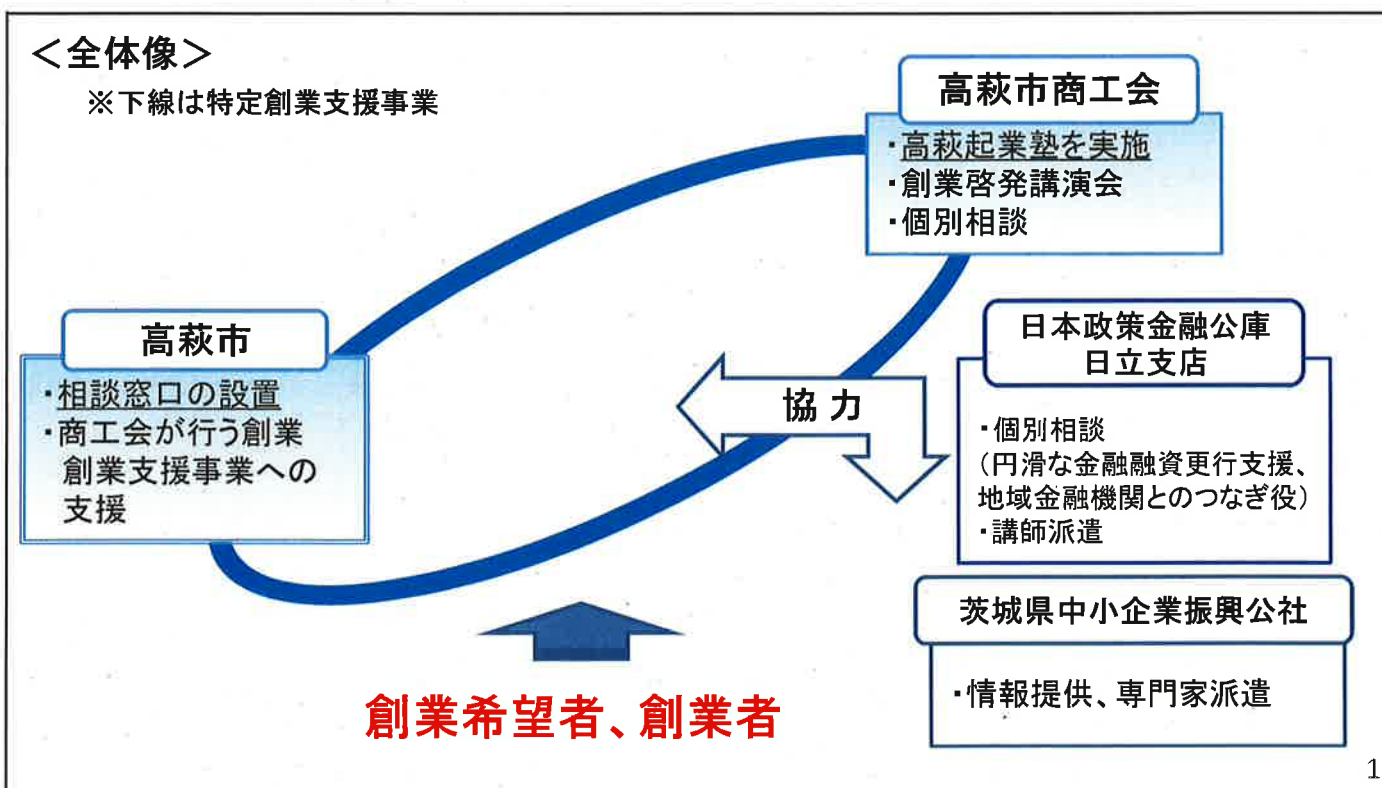 ＜全体像＞
※下線は特定創業支援事業
高萩市商工会
・高萩起業塾を実施
・創業啓発講演会
・個別相談
高萩市
・相談窓口の設置
・商工会が行う創業
創業支援事業への
支援
協 力
日本政策金融公庫
日立支店
・個別相談
（円滑な金融融資更行支援、
地域金融機関とのつなぎ役）
・講師派遣
茨城県中小企業振興公社
・情報提供、専門家派遣
創業希望者、創業者
1